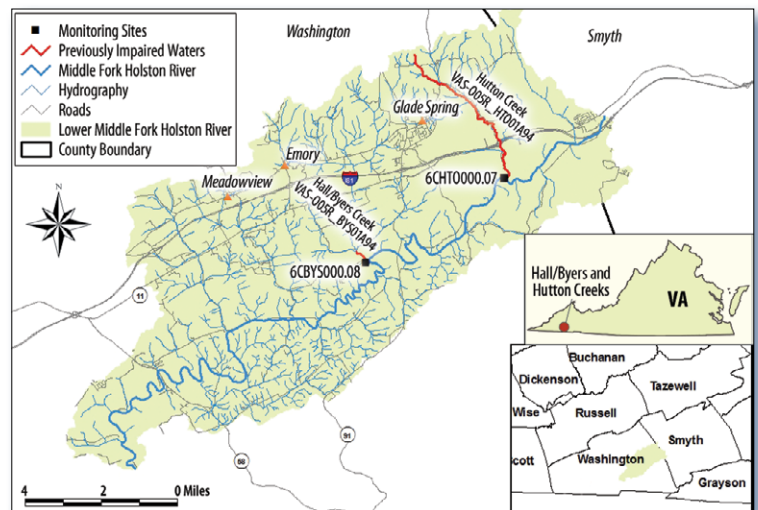 Monitoring Sites
Previously Impaired Waters
Middle Fork Holston River
Hydrography
Roads
Lower Middle Fork Holston River
County Boundary
Washington
Smyth
Hutton Creek
VAS-O05R_HTO01A94
Glade Spring
Emory
Meadowview
81
6CHTO000.07
Hall/Byers Creek
VAS-O05R_BYS01A94
6CBYS000.08
N
11
91
58
4 2 0 Miles
Hall/Byers and
Hutton Creeks
VA
Buchanan
Dickenson
Tazewell
Wise
Russell
Smyth
cott
Washington
Grayson